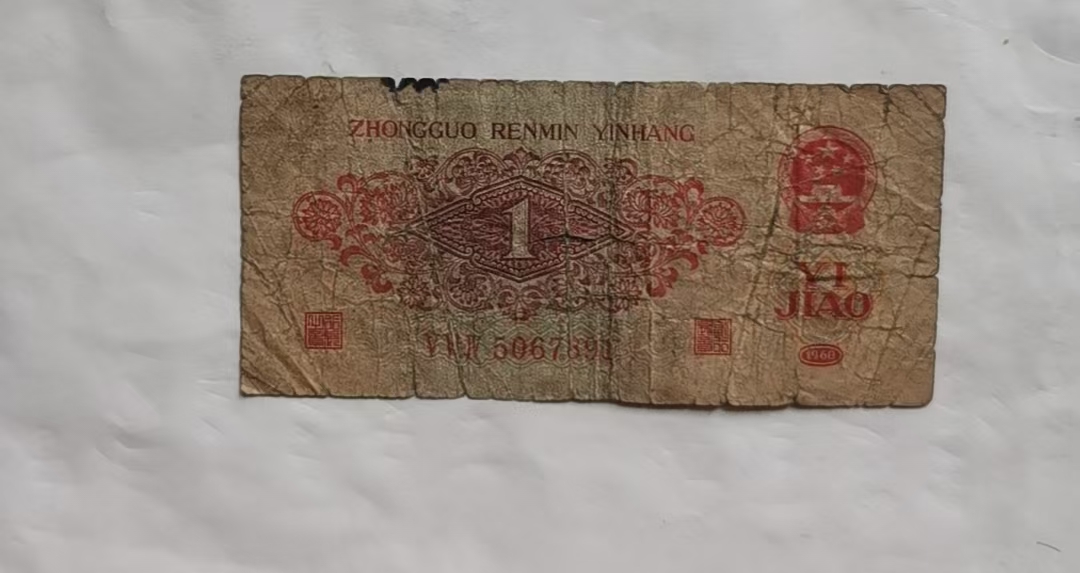 ZHONGGUO RENMIN YINHANG
1
YI
JIAO
1960